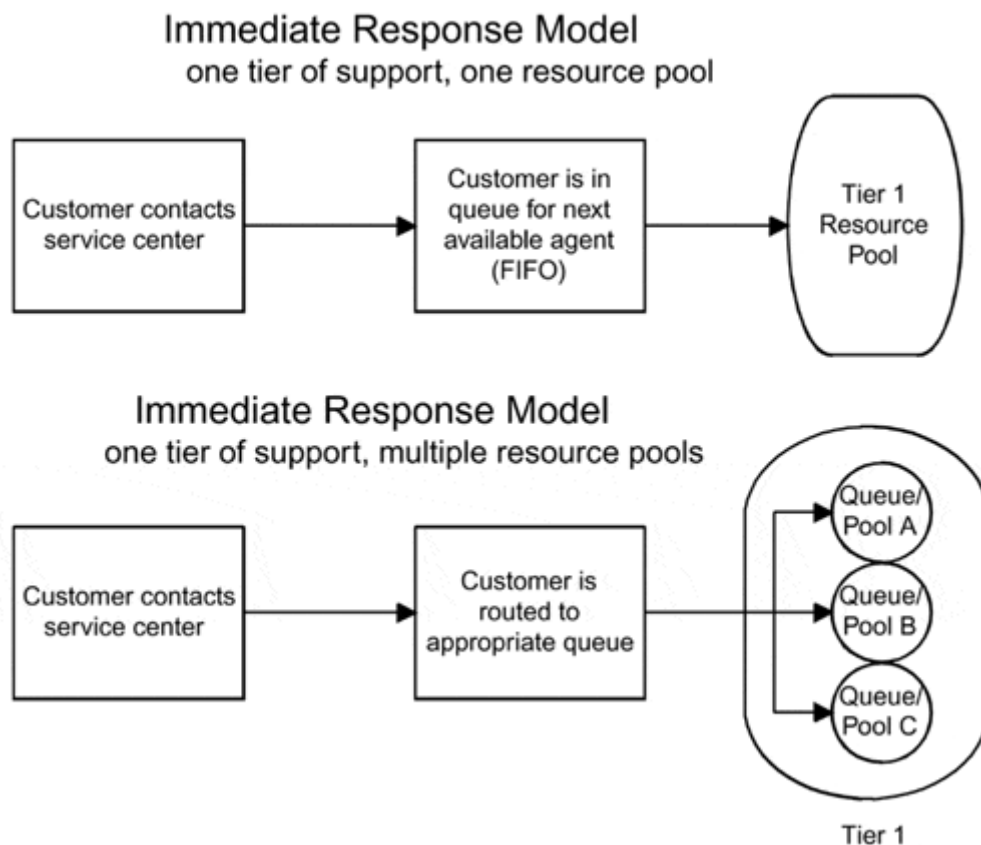 Immediate Response Model
one tier of support, one resource pool
Customer contacts
service center
Customer is in
queue for next
available agent
(FIFO)
Tier 1
Resource
Pool
Immediate Response Model
one tier of support, multiple resource pools
Customer contacts
service center
Customer is
routed to
appropriate queue
Queue/
Pool A
Queue/
Pool B
Queue/
Pool C
Tier 1